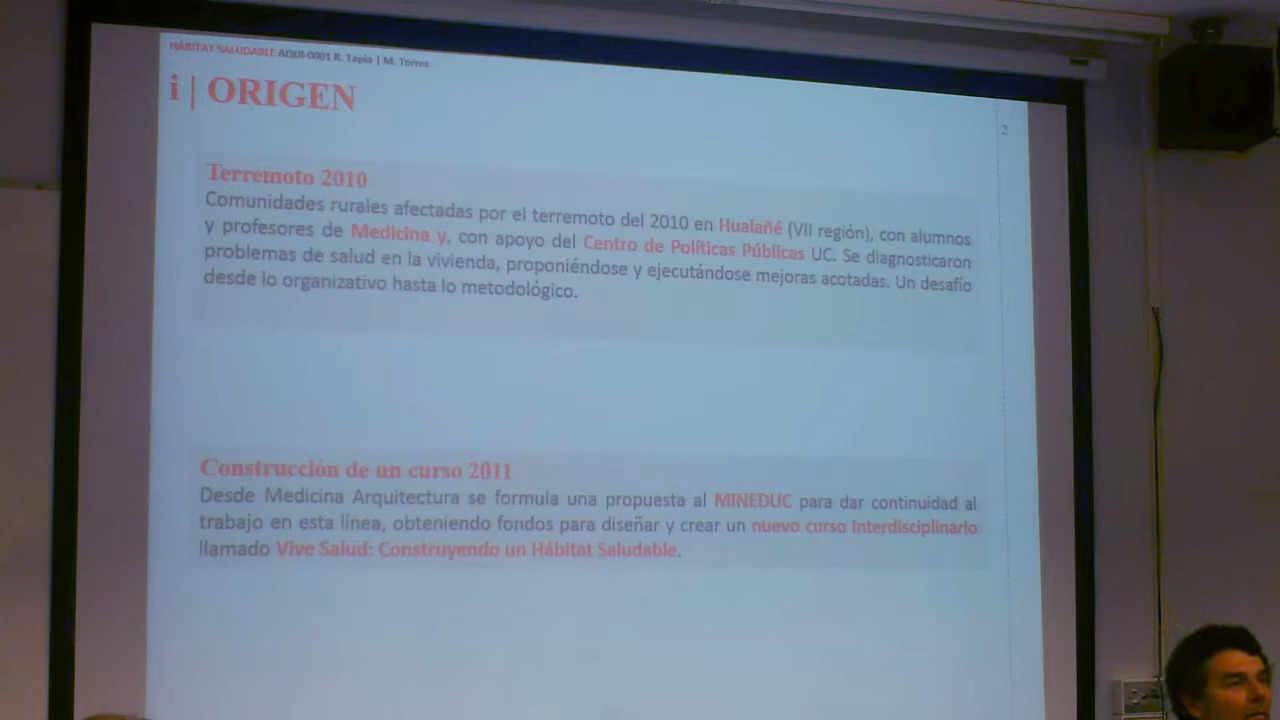 HÁBITAT SALUDABLE AQUI-0001 R. Tapia | M. Torres
i | ORIGEN
2
Terremoto 2010
Comunidades rurales afectadas por el terremoto del 2010 en Hualañé (VII región), con alumnos
y profesores de Medicina y, con apoyo del Centro de Políticas Públicas UC. Se diagnosticaron
problemas de salud en la vivienda, proponiéndose y ejecutándose mejoras acotadas. Un desafío
desde lo organizativo hasta lo metodológico.
Construcción de un curso 2011
Desde Medicina Arquitectura se formula una propuesta al MINEDUC para dar continuidad al
trabajo en esta línea, obteniendo fondos para diseñar y crear un nuevo curso Interdisciplinario
llamado Vive Salud: Construyendo un Hábitat Saludable.